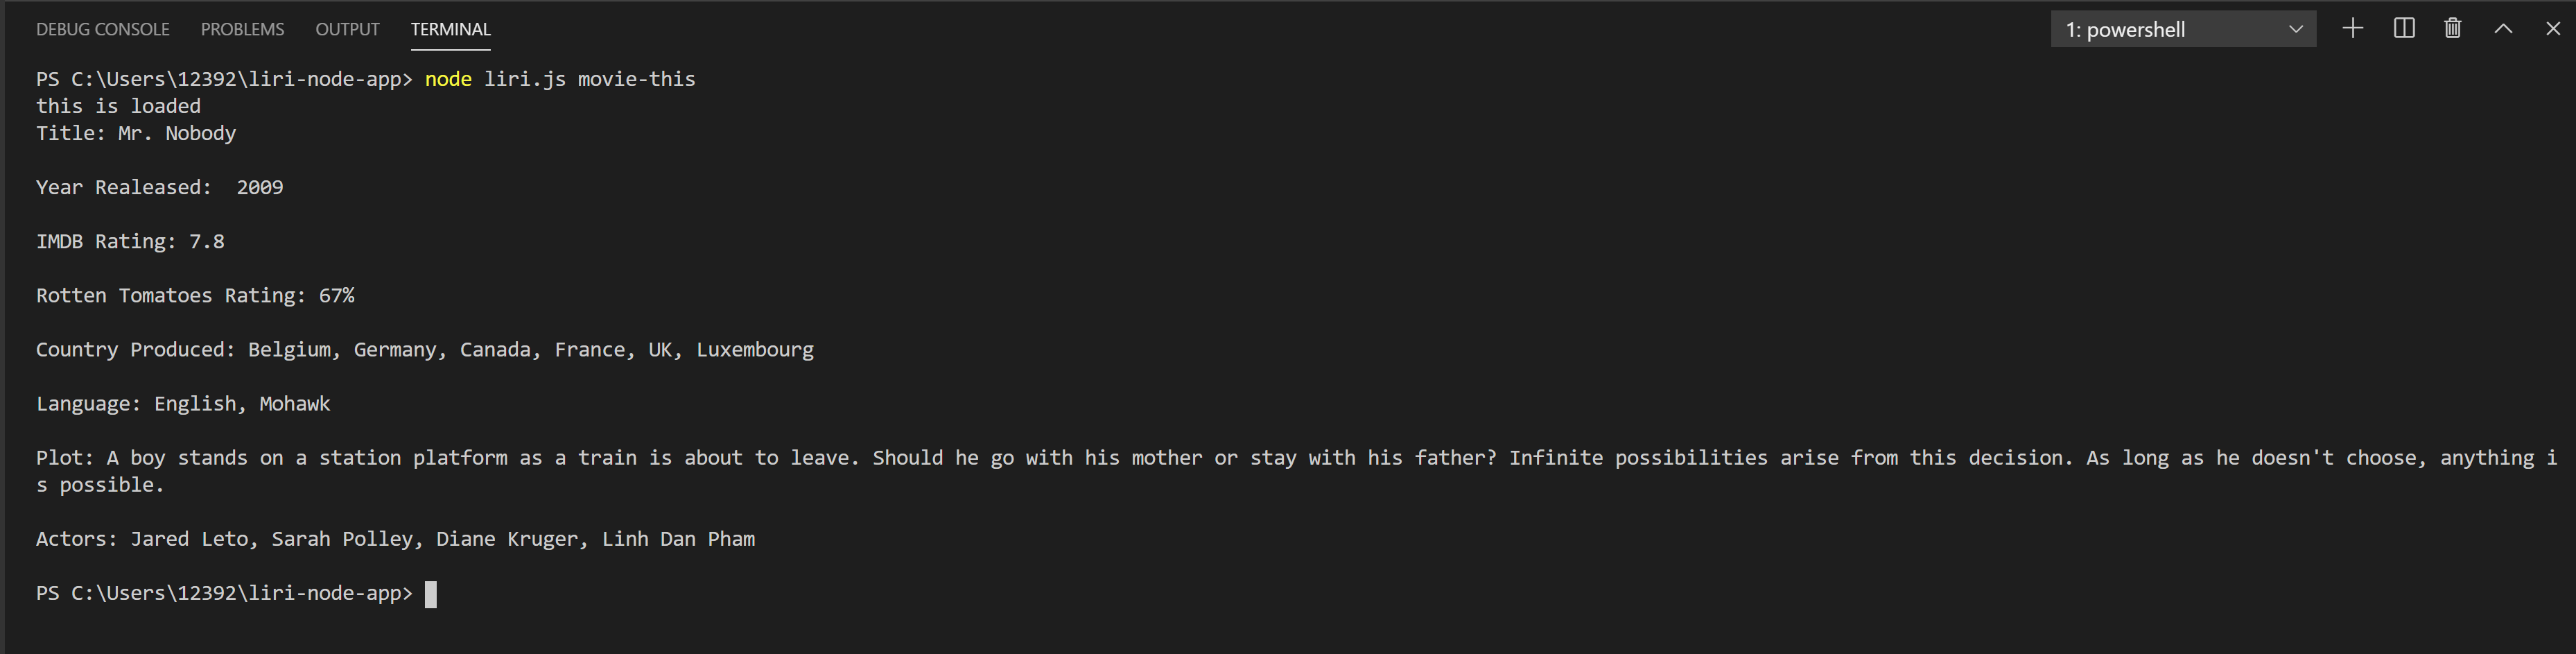 DEBUG CONSOLE PROBLEMS OUTPUT TERMINAL 1: powershell
PS C:\Users\12392\liri-node-app> node liri.js movie-this
this is loaded
Title: Mr. Nobody
Year Realeased:  2009
IMDB Rating: 7.8
Rotten Tomatoes Rating: 67%
Country Produced: Belgium, Germany, Canada, France, UK, Luxembourg
Language: English, Mohawk
Plot: A boy stands on a station platform as a train is about to leave. Should he go with his mother or stay with his father? Infinite possibilities arise from this decision. As long as he doesn't choose, anything i
s possible.
Actors: Jared Leto, Sarah Polley, Diane Kruger, Linh Dan Pham
PS C:\Users\12392\liri-node-app>